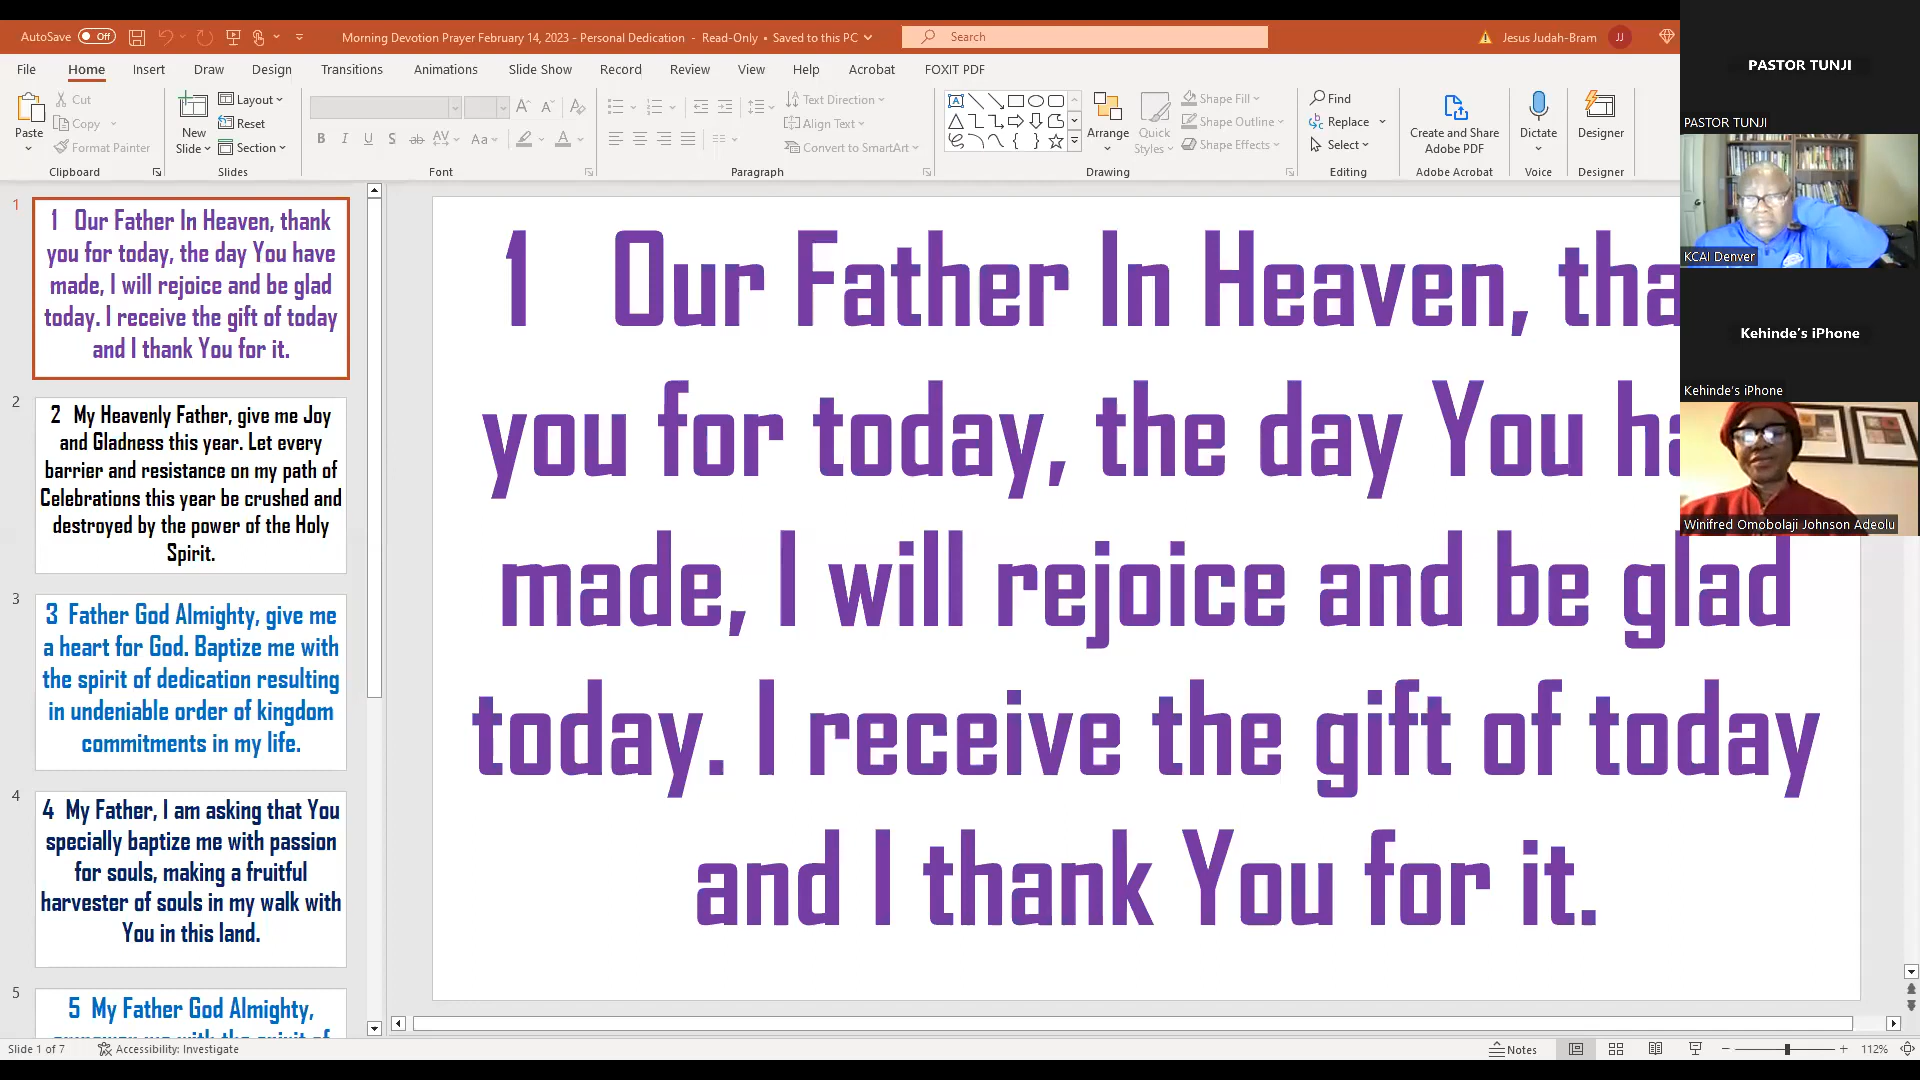 AutoSave Off
Morning Devotion Prayer February 14, 2023 - Personal Dedication - Read-Only • Saved to this PC
Search
Jesus Judah-Bram JJ
File Home Insert Draw Design Transitions Animations Slide Show Record Review View Help Acrobat FOXIT PDF
Paste
Cut
Copy
Format Painter
Clipboard
New Slide
Layout
Reset
Section
Slides
B I U S ab AV Aa A
Font
Text Direction
Align Text
Convert to SmartArt
Paragraph
Arrange
Quick Styles
Shape Fill
Shape Outline
Shape Effects
Drawing
Find
Replace
Select
Editing
Create and Share Adobe PDF
Adobe Acrobat
Dictate
Voice
Designer
Designer
1
1 Our Father In Heaven, thank
you for today, the day You have
made, I will rejoice and be glad
today. I receive the gift of today
and I thank You for it.
2
2 My Heavenly Father, give me Joy
and Gladness this year. Let every
barrier and resistance on my path of
Celebrations this year be crushed and
destroyed by the power of the Holy
Spirit.
3
3 Father God Almighty, give me
a heart for God. Baptize me with
the spirit of dedication resulting
in undeniable order of kingdom
commitments in my life.
4
4 My Father, I am asking that You
specially baptize me with passion
for souls, making a fruitful
harvester of souls in my walk with
You in this land.
5
5 My Father God Almighty,
1 Our Father In Heaven, tha
you for today, the day You ha
made, I will rejoice and be glad
today. I receive the gift of today
and I thank You for it.
PASTOR TUNJI
PASTOR TUNJI
KCAI Denver
Kehinde's iPhone
Kehinde's iPhone
Winifred Omobolaji Johnson Adeolu
Slide 1 of 7
Accessibility: Investigate
Notes
112%